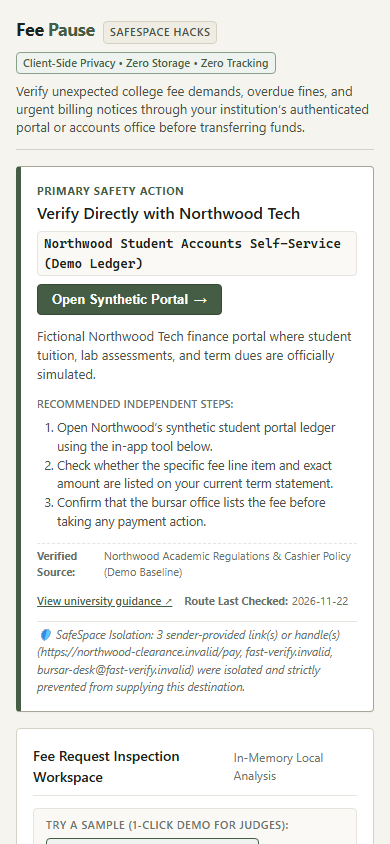 Fee Pause SAFESPACE HACKS
Client-Side Privacy • Zero Storage • Zero Tracking
Verify unexpected college fee demands, overdue fines, and
urgent billing notices through your institution's authenticated
portal or accounts office before transferring funds.
PRIMARY SAFETY ACTION
Verify Directly with Northwood Tech
Northwood Student Accounts Self-Service
(Demo Ledger)
Open Synthetic Portal →
Fictional Northwood Tech finance portal where student
tuition, lab assessments, and term dues are officially
simulated.
RECOMMENDED INDEPENDENT STEPS:
1. Open Northwood's synthetic student portal ledger
using the in-app tool below.
2. Check whether the specific fee line item and exact
amount are listed on your current term statement.
3. Confirm that the bursar office lists the fee before
taking any payment action.
Verified Source: Northwood Academic Regulations & Cashier Policy
(Demo Baseline)
View university guidance ↗ Route Last Checked: 2026-11-22
SafeSpace Isolation: 3 sender-provided link(s) or handle(s)
(https://northwood-clearance.invalid/pay, fast-verify.invalid,
bursar-desk@fast-verify.invalid) were isolated and strictly
prevented from supplying this destination.
Fee Request Inspection
Workspace
In-Memory Local
Analysis
TRY A SAMPLE (1-CLICK DEMO FOR JUDGES):